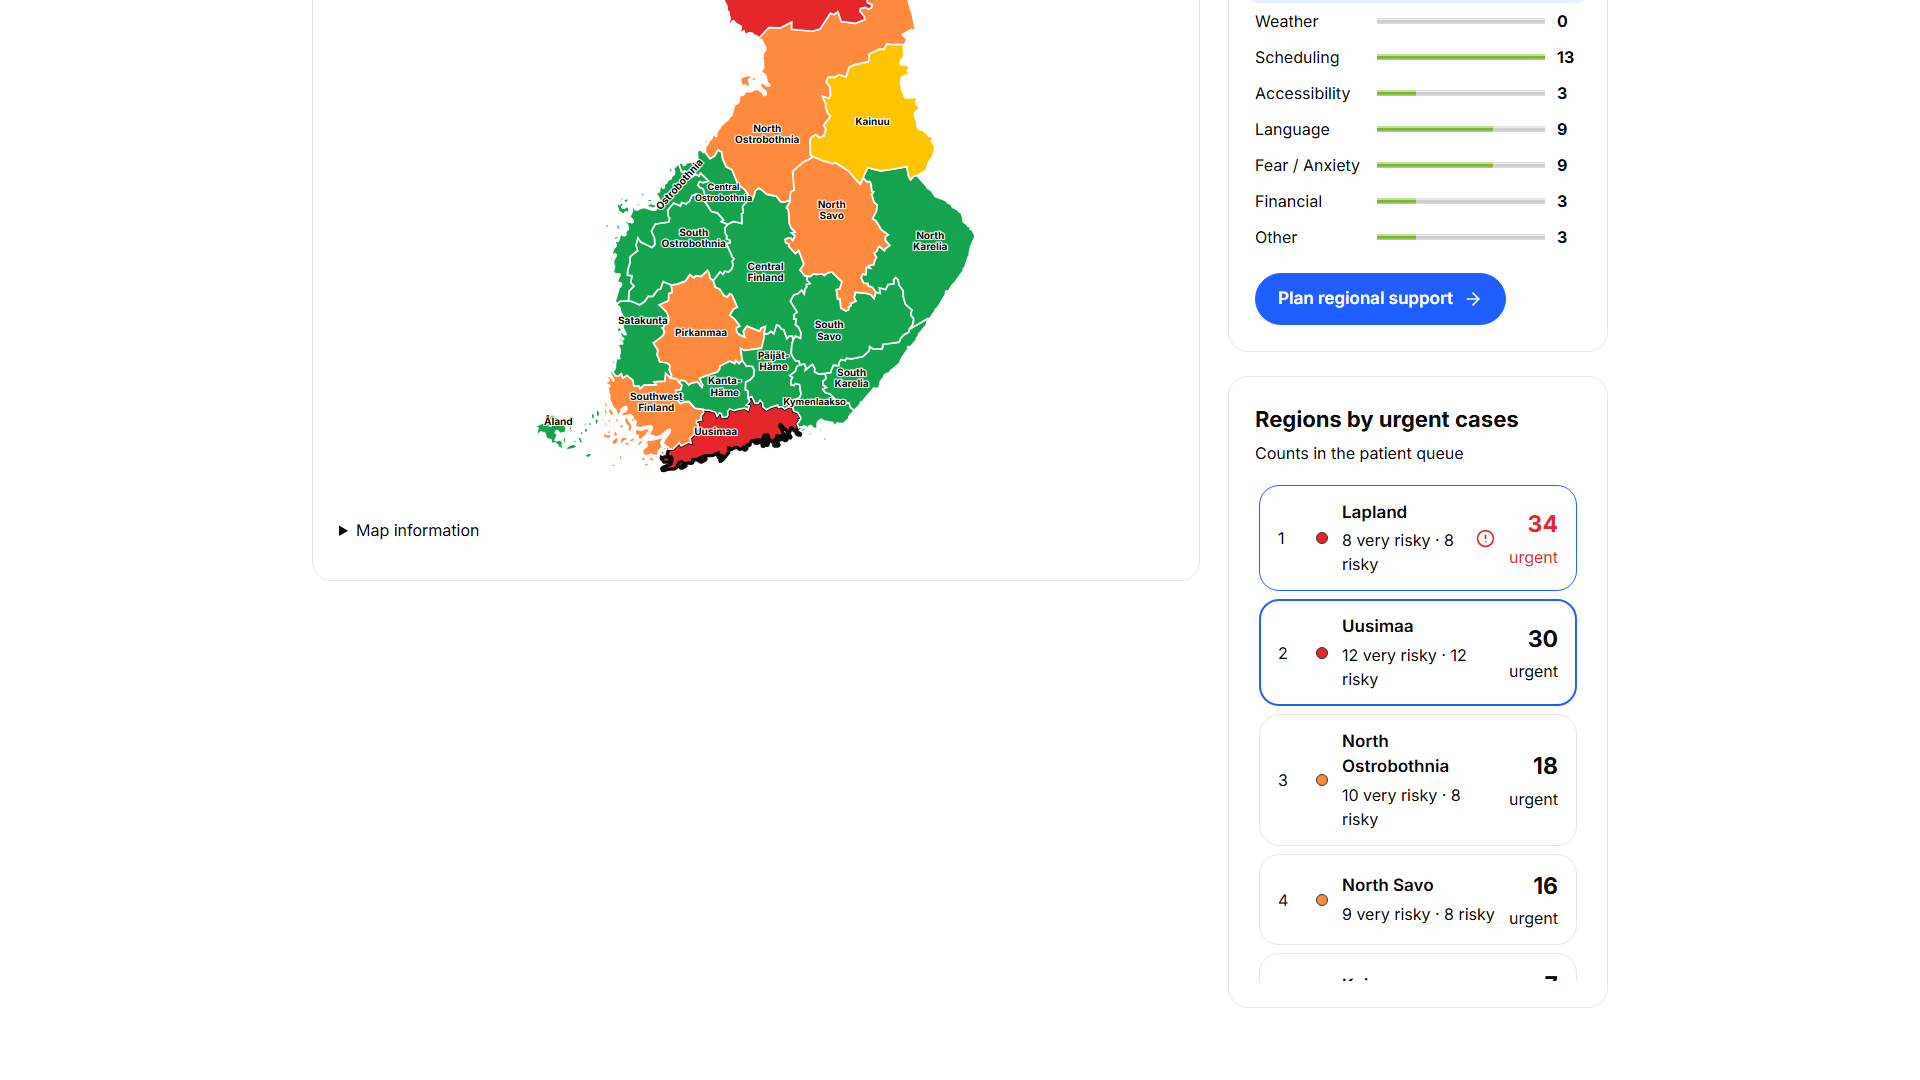 North
Ostrobothnia
Kainuu
Ostrobothnia
Central
Ostrobothnia
North
Savo
South
Ostrobothnia
North
Karelia
Central
Finland
Satakunta
Pirkanmaa
South
Savo
Päijät-
Häme
Kanta-
Häme
South
Karelia
Southwest
Finland
Kymenlaakso
Åland
Uusimaa
Map information
Weather 0
Scheduling 13
Accessibility 3
Language 9
Fear / Anxiety 9
Financial 3
Other 3
Plan regional support
Regions by urgent cases
Counts in the patient queue
1
Lapland
8 very risky · 8
risky
34
urgent
2
Uusimaa
12 very risky · 12
risky
30
urgent
3
North
Ostrobothnia
10 very risky · 8
risky
18
urgent
4
North Savo
9 very risky · 8 risky
16
urgent